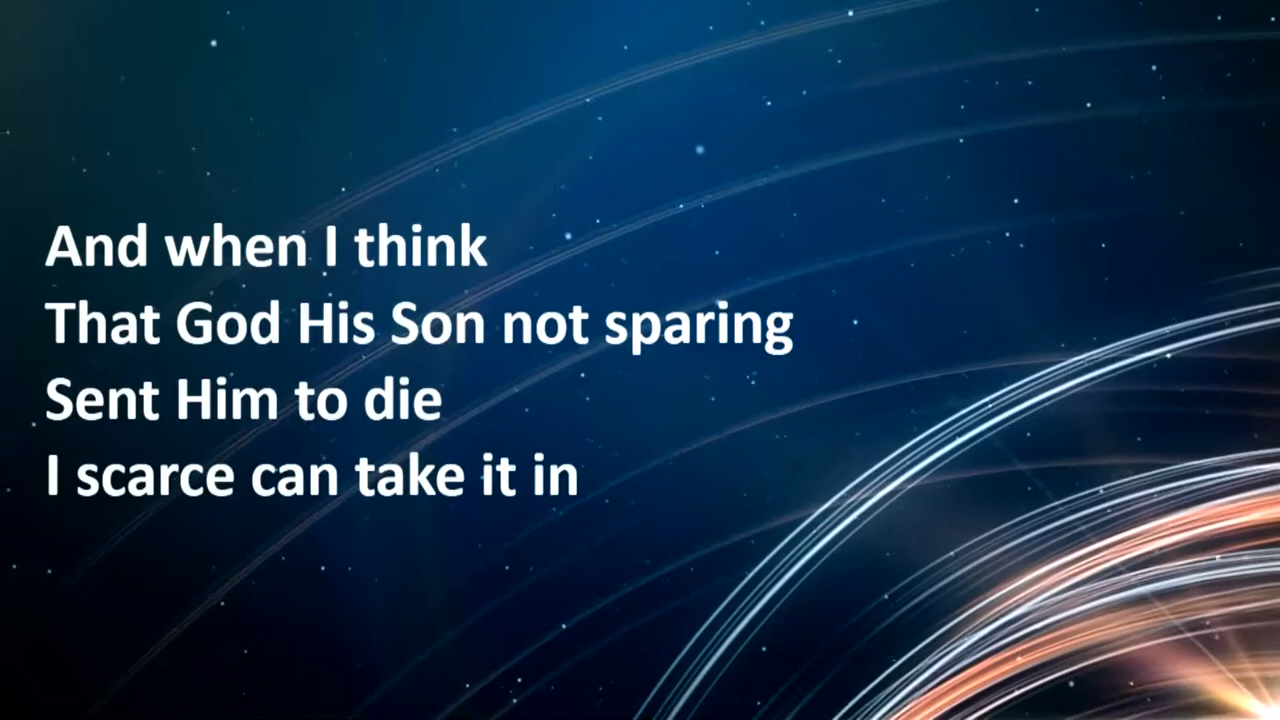 And when I think
That God His Son not sparing
Sent Him to die
I scarce can take it in